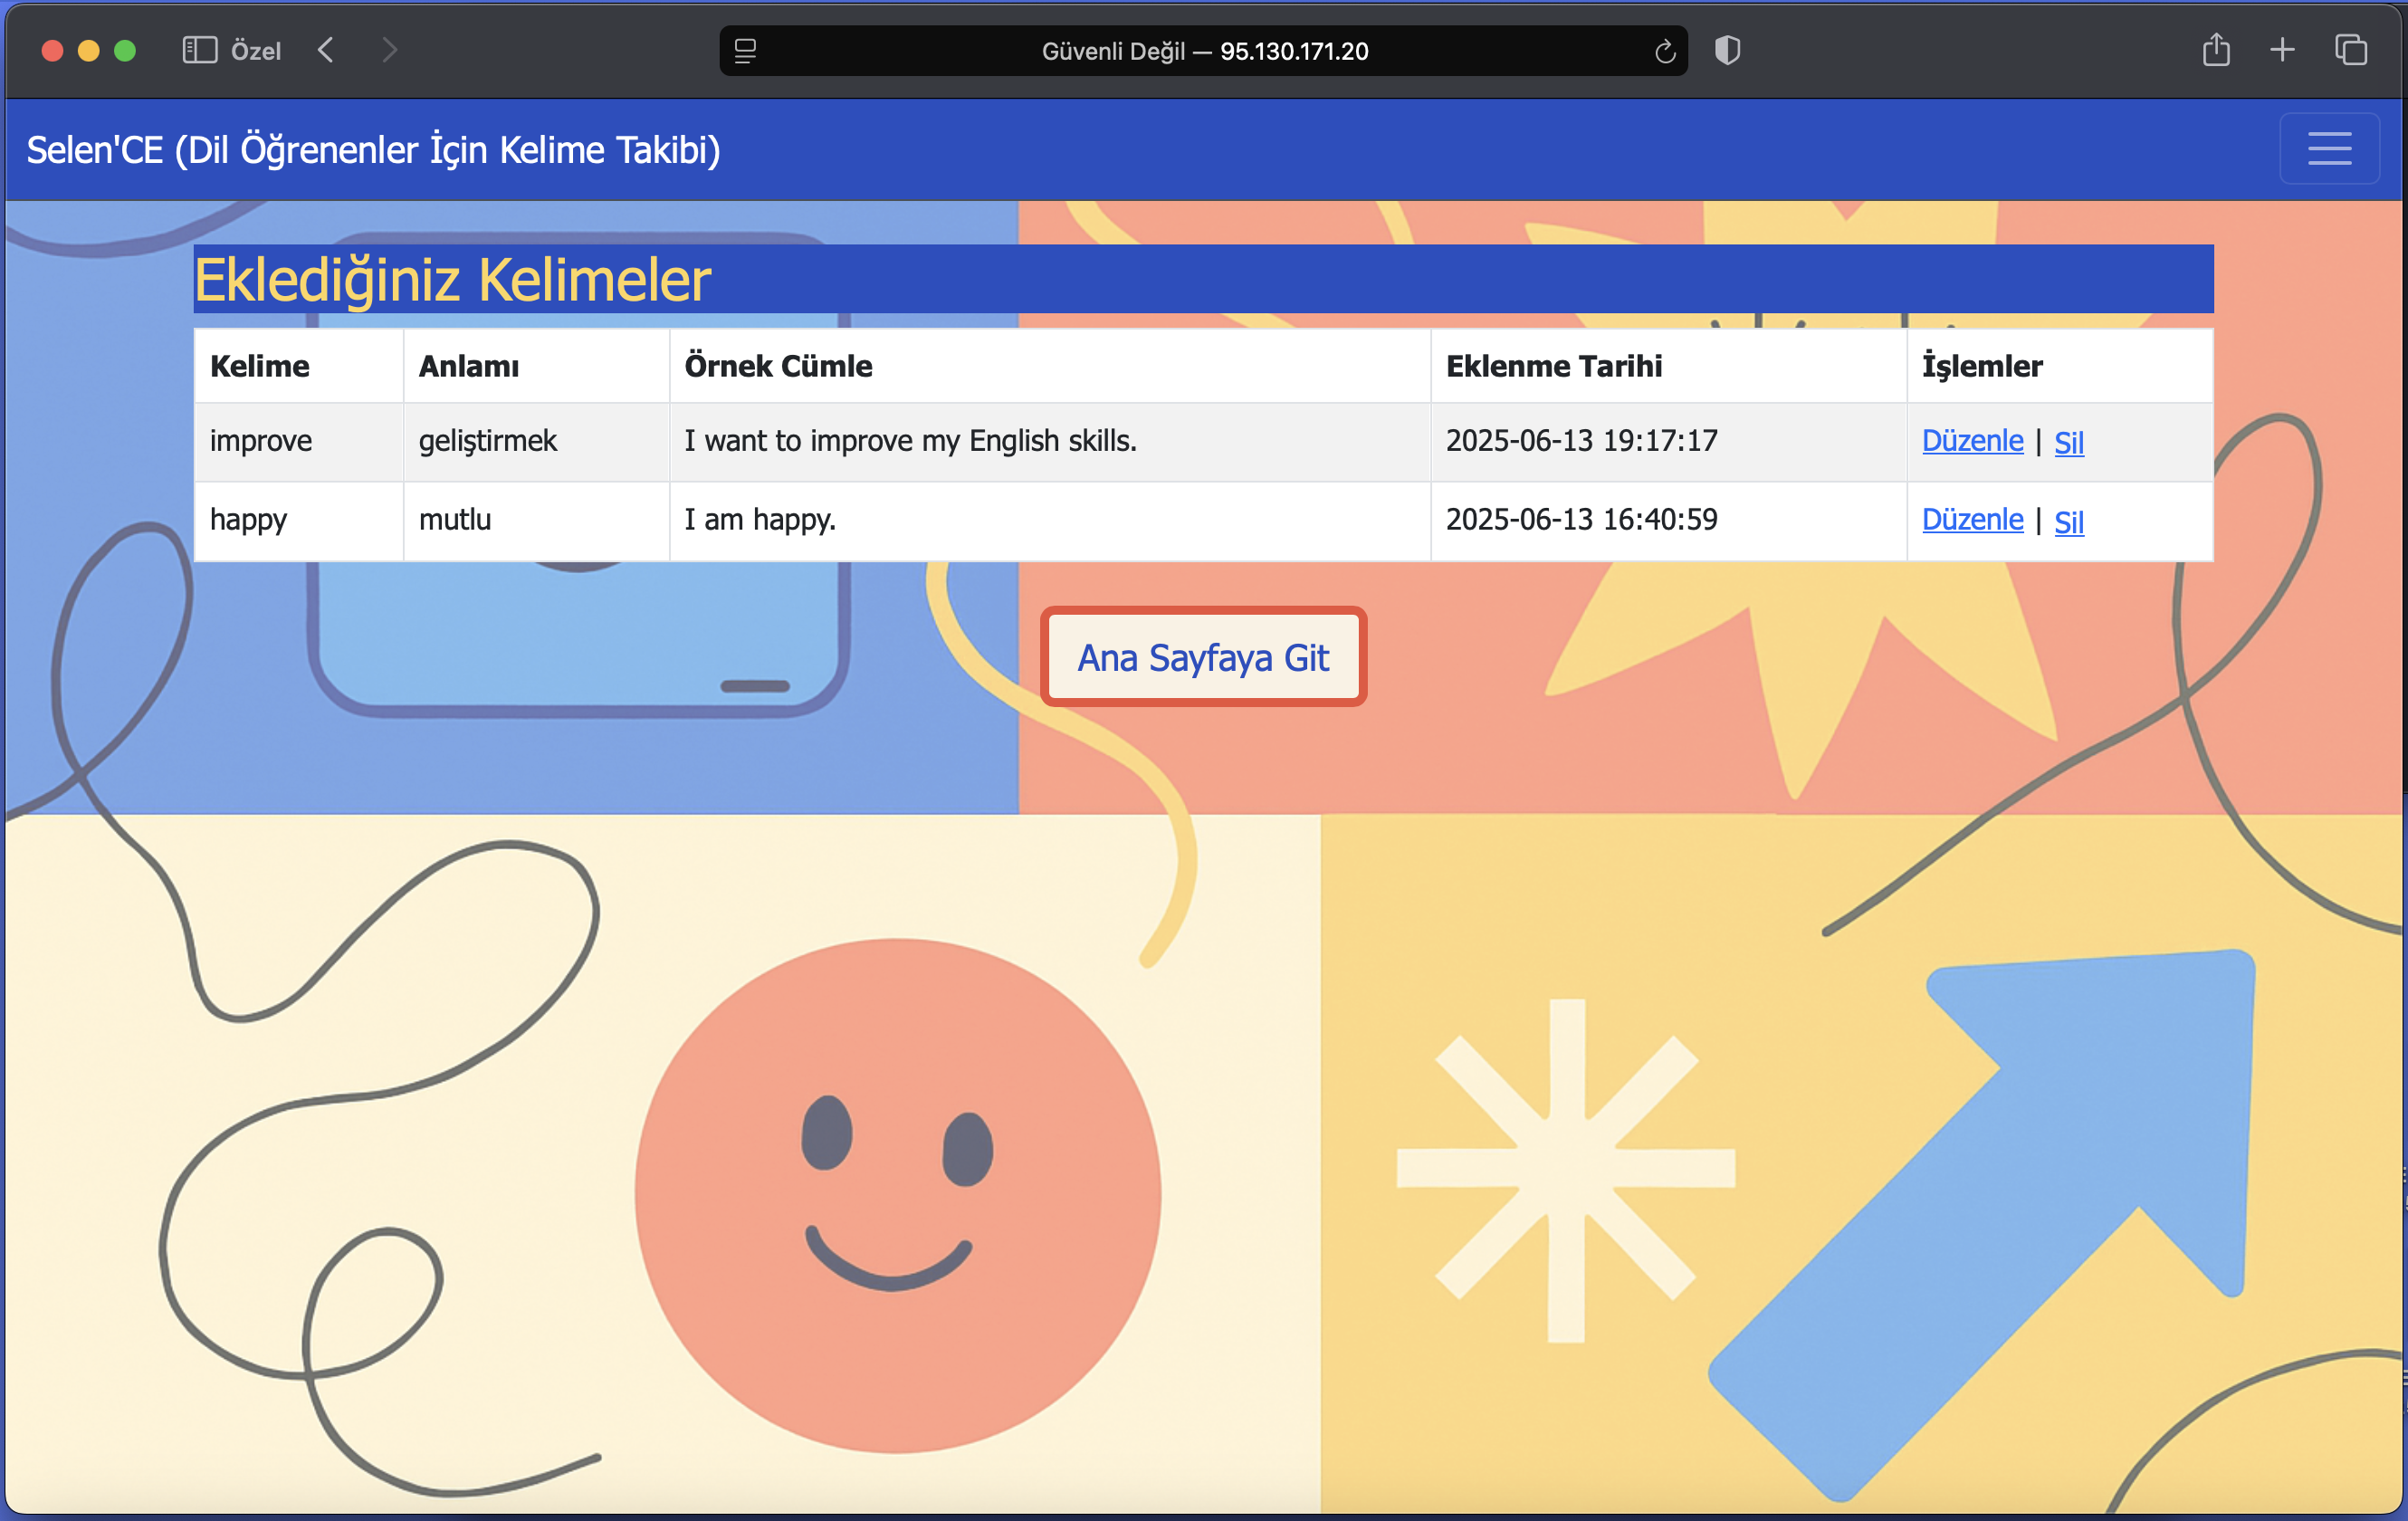 Özel
Güvenli Değil — 95.130.171.20
Selen'CE (Dil Öğrenenler İçin Kelime Takibi)
Eklediğiniz Kelimeler
Kelime Anlamı Örnek Cümle Eklenme Tarihi İşlemler
improve geliştirmek I want to improve my English skills. 2025-06-13 19:17:17 Düzenle | Sil
happy mutlu I am happy. 2025-06-13 16:40:59 Düzenle | Sil
Ana Sayfaya Git